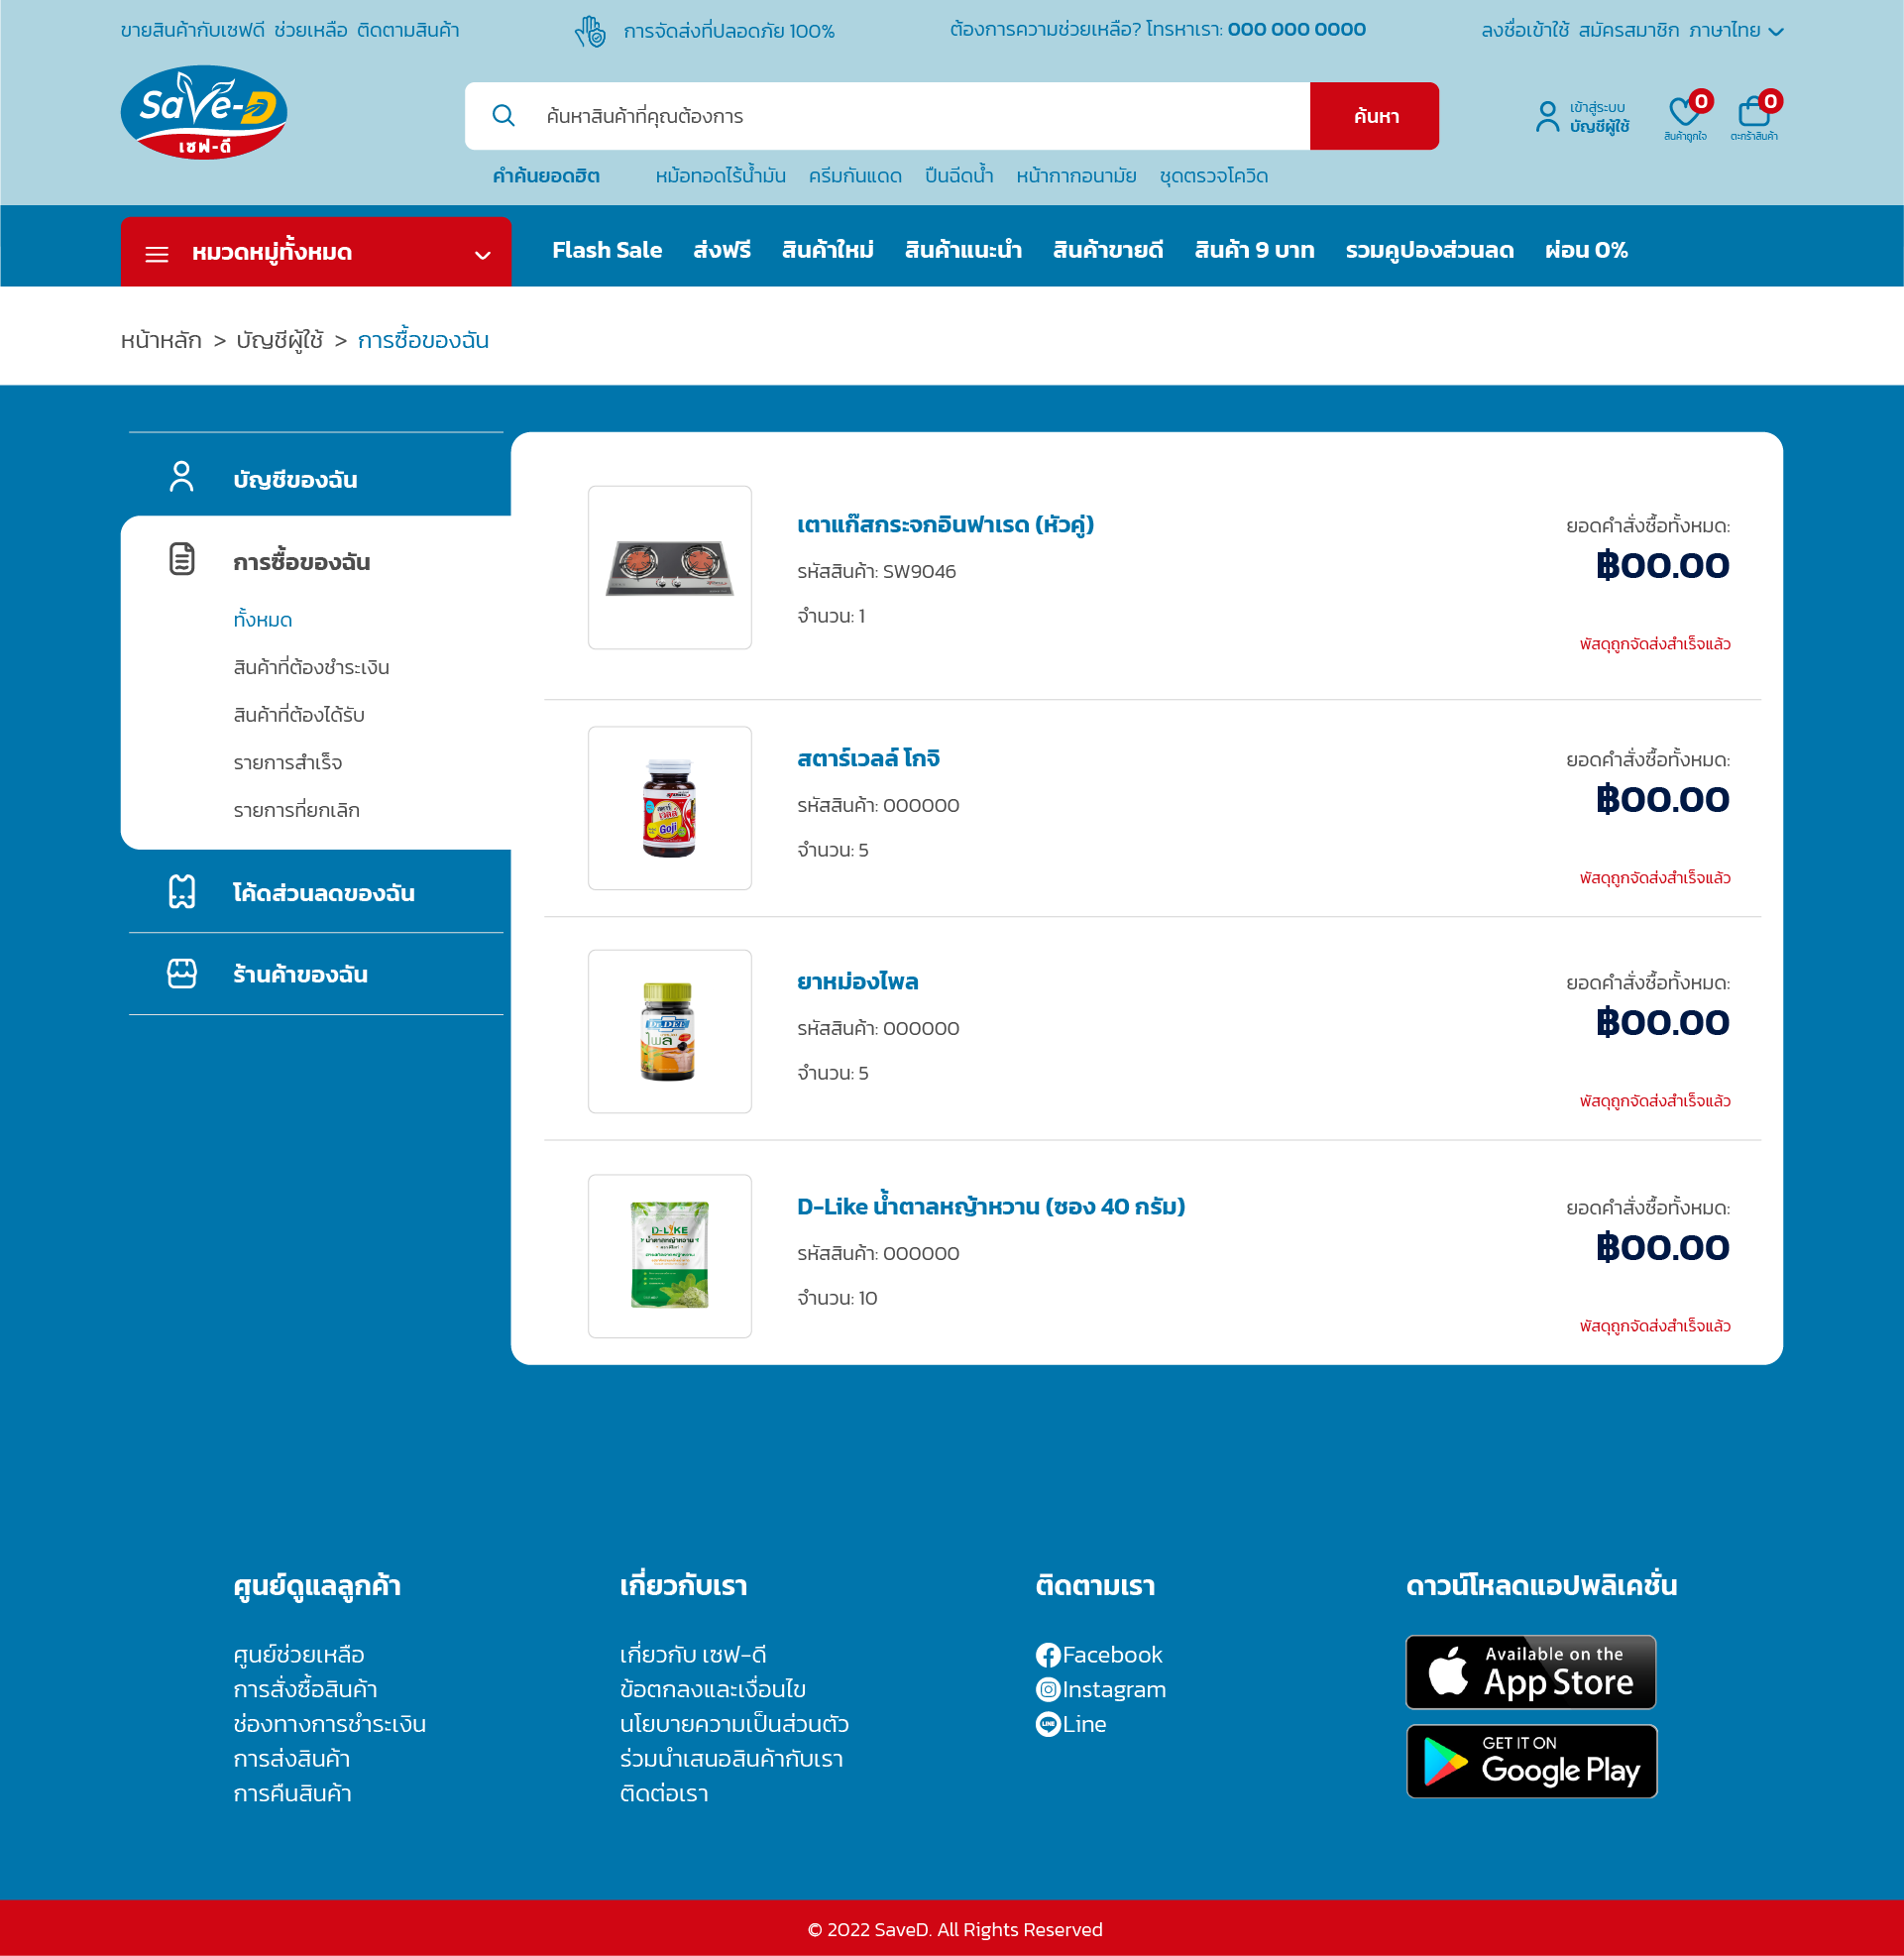 ขายสินค้ากับเซฟดี ช่วยเหลือ ติดตามสินค้า
การจัดส่งที่ปลอดภัย 100%
ต้องการความช่วยเหลือ? โทรหาเรา: 000 000 0000
ลงชื่อเข้าใช้ สมัครสมาชิก ภาษาไทย
SaVe-D
เซฟ-ดี
ค้นหาสินค้าที่คุณต้องการ
ค้นหา
เข้าสู่ระบบ
บัญชีผู้ใช้
0
สินค้าถูกใจ
0
ตะกร้าสินค้า
คำค้นยอดฮิต หม้อทอดไร้น้ำมัน ครีมกันแดด ปืนฉีดน้ำ หน้ากากอนามัย ชุดตรวจโควิด
หมวดหมู่ทั้งหมด
Flash Sale ส่งฟรี สินค้าใหม่ สินค้าแนะนำ สินค้าขายดี สินค้า 9 บาท รวมคูปองส่วนลด ผ่อน 0%
หน้าหลัก > บัญชีผู้ใช้ > การซื้อของฉัน
บัญชีของฉัน
การซื้อของฉัน
ทั้งหมด
สินค้าที่ต้องชำระเงิน
สินค้าที่ต้องได้รับ
รายการสำเร็จ
รายการที่ยกเลิก
โค้ดส่วนลดของฉัน
ร้านค้าของฉัน
เตาแก๊สกระจกอินฟาเรด (หัวคู่)
รหัสสินค้า: SW9046
จำนวน: 1
ยอดคำสั่งซื้อทั้งหมด:
฿00.00
พัสดุถูกจัดส่งสำเร็จแล้ว
Goji
สตาร์เวลล์ โกจิ
รหัสสินค้า: 000000
จำนวน: 5
ยอดคำสั่งซื้อทั้งหมด:
฿00.00
พัสดุถูกจัดส่งสำเร็จแล้ว
ไพล
ยาหม่องไพล
รหัสสินค้า: 000000
จำนวน: 5
ยอดคำสั่งซื้อทั้งหมด:
฿00.00
พัสดุถูกจัดส่งสำเร็จแล้ว
D-LIKE
น้ำตาลหญ้าหวาน
D-Like น้ำตาลหญ้าหวาน (ซอง 40 กรัม)
รหัสสินค้า: 000000
จำนวน: 10
ยอดคำสั่งซื้อทั้งหมด:
฿00.00
พัสดุถูกจัดส่งสำเร็จแล้ว
ศูนย์ดูแลลูกค้า
ศูนย์ช่วยเหลือ
การสั่งซื้อสินค้า
ช่องทางการชำระเงิน
การส่งสินค้า
การคืนสินค้า
เกี่ยวกับเรา
เกี่ยวกับ เซฟ-ดี
ข้อตกลงและเงื่อนไข
นโยบายความเป็นส่วนตัว
ร่วมนำเสนอสินค้ากับเรา
ติดต่อเรา
ติดตามเรา
Facebook
Instagram
LINE Line
ดาวน์โหลดแอปพลิเคชั่น
Available on the
App Store
GET IT ON
Google Play
© 2022 SaveD. All Rights Reserved